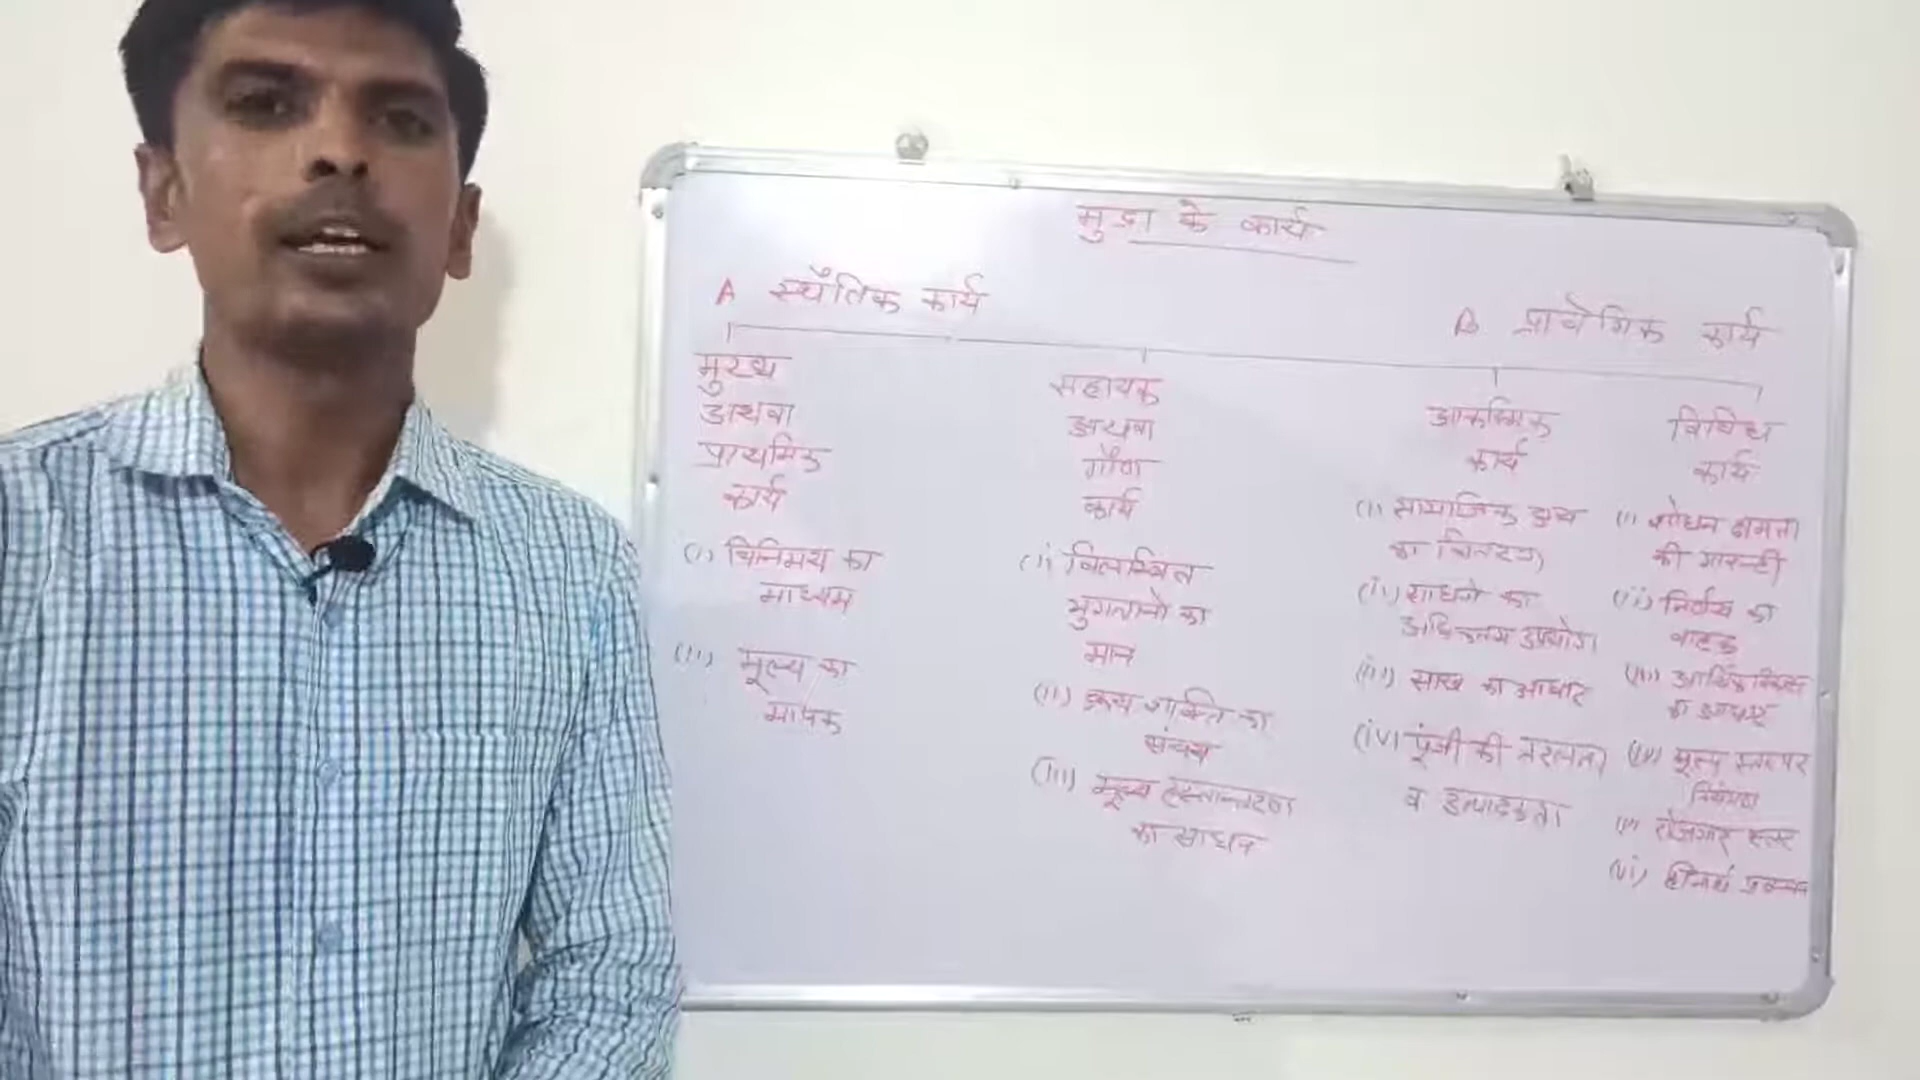 मुद्रा के कार्य
A स्थैतिक कार्य
B प्रावैगिक कार्य
मुख्य
अथवा
प्राथमिक
कार्य
(i) विनिमय का
माध्यम
(ii) मूल्य का
मापक
सहायक
अथवा
गौण
कार्य
(i) विलम्बित
भुगतानो का
मान
(ii) क्रय शक्ति का
संचय
(iii) मूल्य हस्तान्तरण
का साधन
आकस्मिक
कार्य
(i) सामाजिक
का वितरण
(ii) साधनो का
अधिकतम उपयोग
(iii) साख का आधार
(iv) पूंजी की तरलता
व उत्पादकता
विविध
कार्य
(i) शोधन क्षमता
की गारन्टी
(ii) निर्णय का
वाहक
(iii) आर्थिक
का आधार
(iv) मूल्य स्तर पर
नियंत्रण
(v) रोजगार स्तर
(vi)